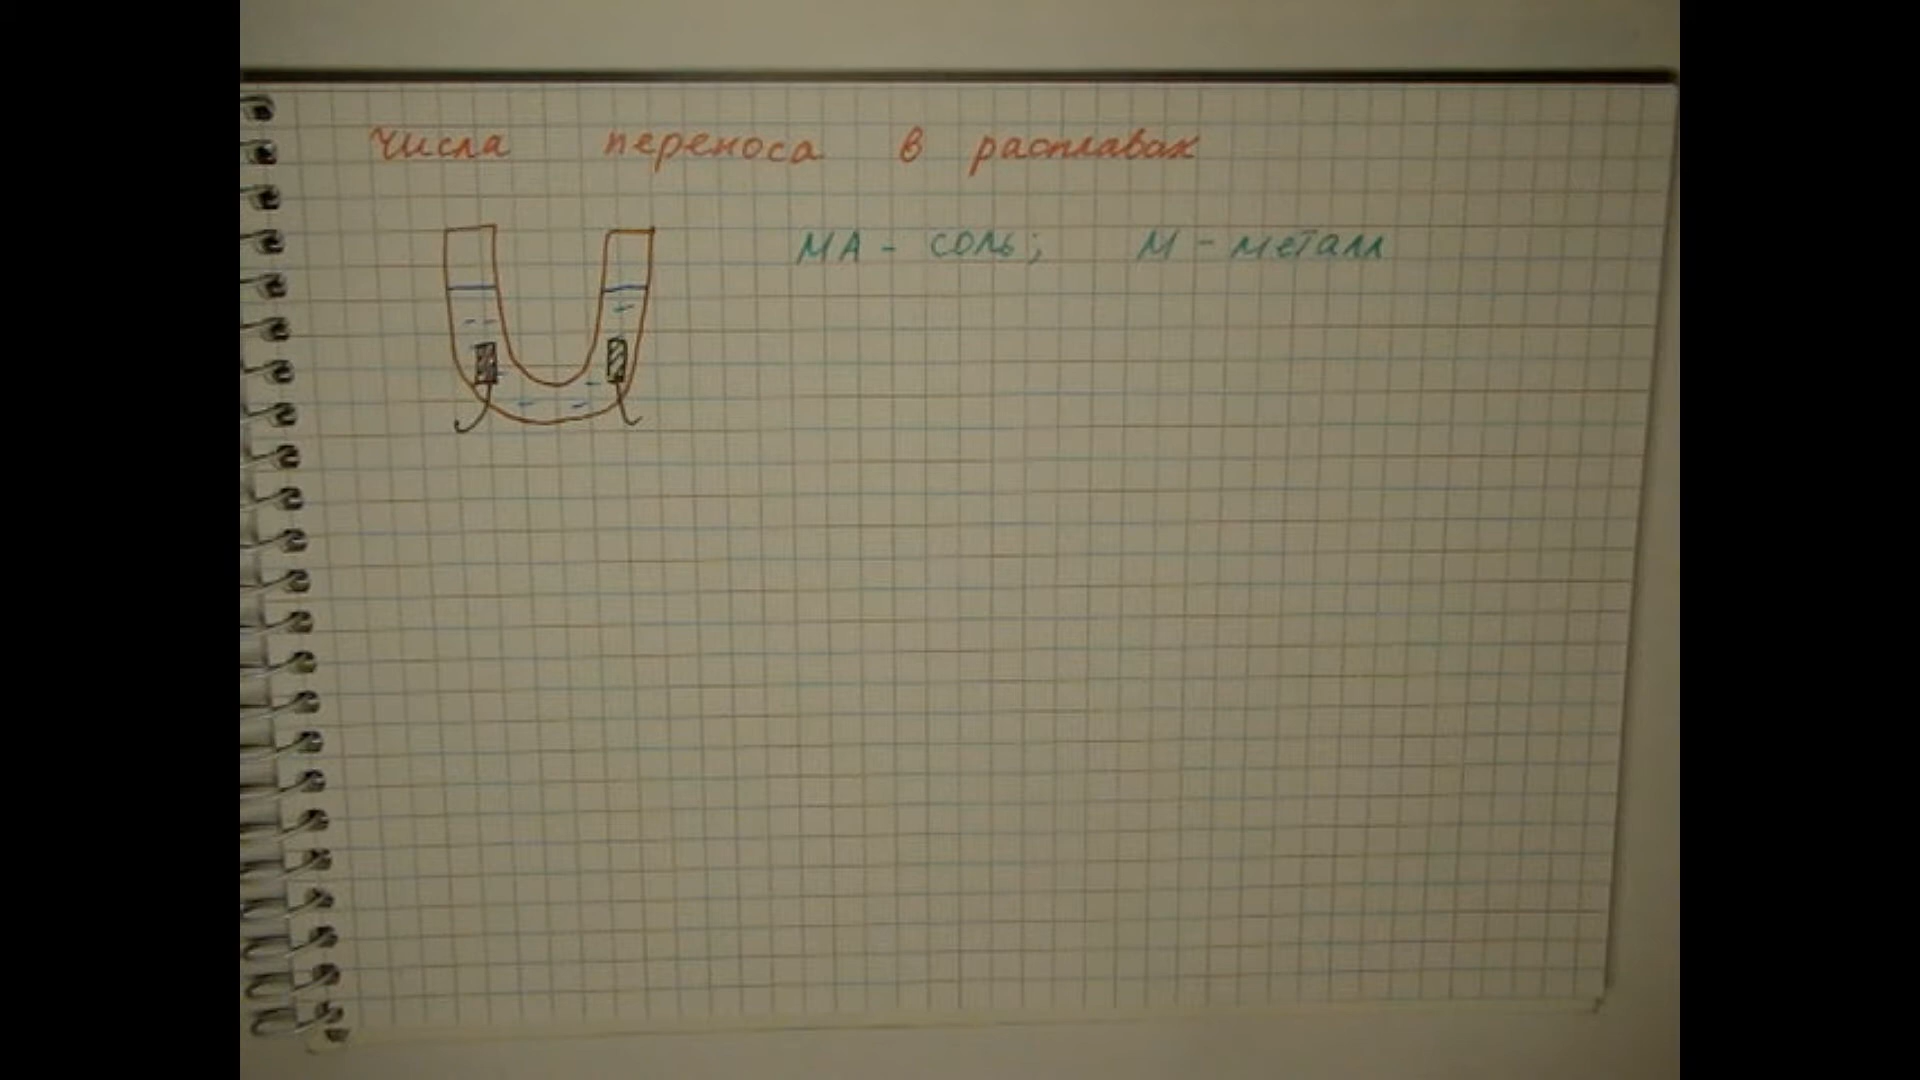 Числа переноса в расплавах
МА - соль; М - металл